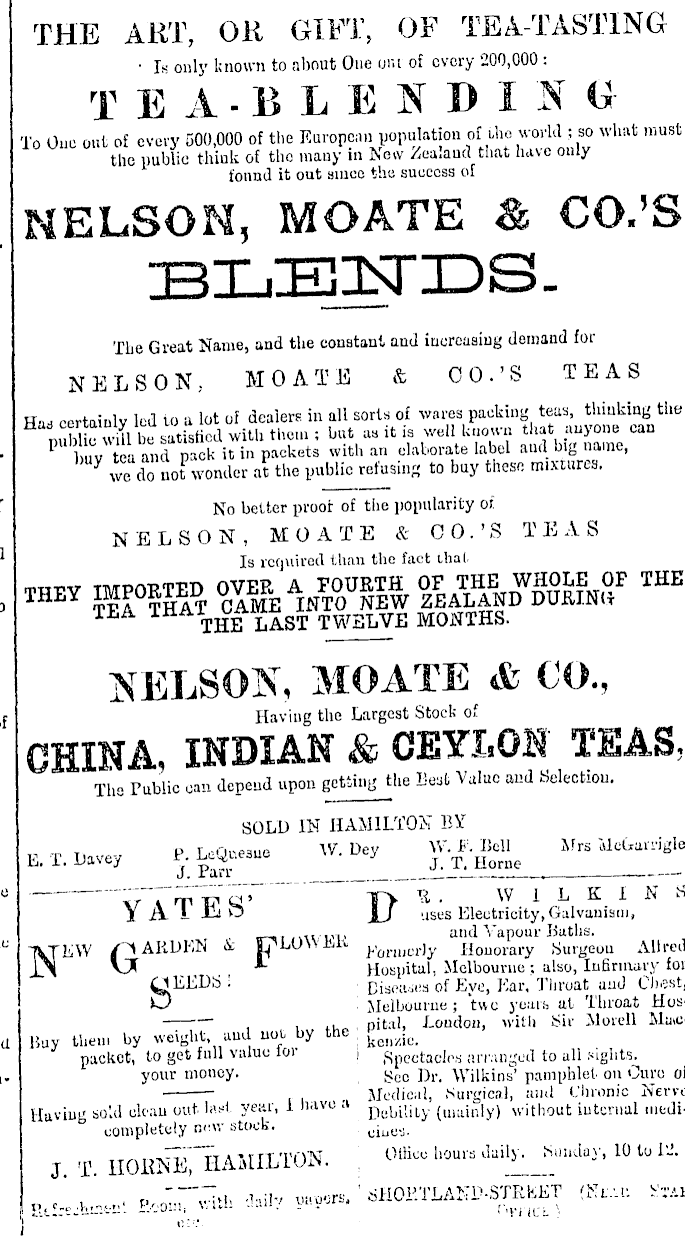 THE ART, OR GIFT, OF TEA-TASTING
Is only known to about One out of every 200,000 :
TEA-BLENDING
To One out of every 500,000 of the European population of the world ; so what must
the public think of the many in New Zealand that have only
found it out since the success of
NELSON, MOATE & CO.'S
BLENDS.
The Great Name, and the constant and increasing demand for
NELSON, MOATE & CO.'S TEAS
Has certainly led to a lot of dealers in all sorts of wares packing teas, thinking the
public will be satisfied with them ; but as it is well known that anyone can
buy tea and pack it in packets with an elaborate label and big name,
we do not wonder at the public refusing to buy these mixtures.
No better proof of the popularity of
NELSON, MOATE & CO.'S TEAS
Is required than the fact that
THEY IMPORTED OVER A FOURTH OF THE WHOLE OF THE
TEA THAT CAME INTO NEW ZEALAND DURING
THE LAST TWELVE MONTHS.
NELSON, MOATE & CO.,
Having the Largest Stock of
CHINA, INDIAN & CEYLON TEAS,
The Public can depend upon getting the Best Value and Selection.
SOLD IN HAMILTON BY
E. T. Davey P. LeQuesne W. Dey W. F. Bell Mrs McGarrigle
J. Parr J. T. Horne
YATES'
NEW GARDEN & FLOWER
SEEDS!
Buy them by weight, and not by the
packet, to get full value for
your money.
Having sold clean out last year, I have a
completely new stock.
J. T. HORNE, HAMILTON.
Refreshment Room, with daily papers,
etc.
DR. WILKINS
uses Electricity, Galvanism,
and Vapour Baths.
Formerly Honorary Surgeon Alfred
Hospital, Melbourne ; also, Infirmary for
Diseases of Eye, Ear, Throat and Chest,
Melbourne ; two years at Throat Hos-
pital, London, with Sir Morell Mac-
kenzie.
Spectacles arranged to all sights.
See Dr. Wilkins' pamphlet on Cure of
Medical, Surgical, and Chronic Nerve
Debility (mainly) without internal medi-
cines.
Office hours daily. Sunday, 10 to 12.
SHORTLAND-STREET (NEAR STAR
OFFICE)